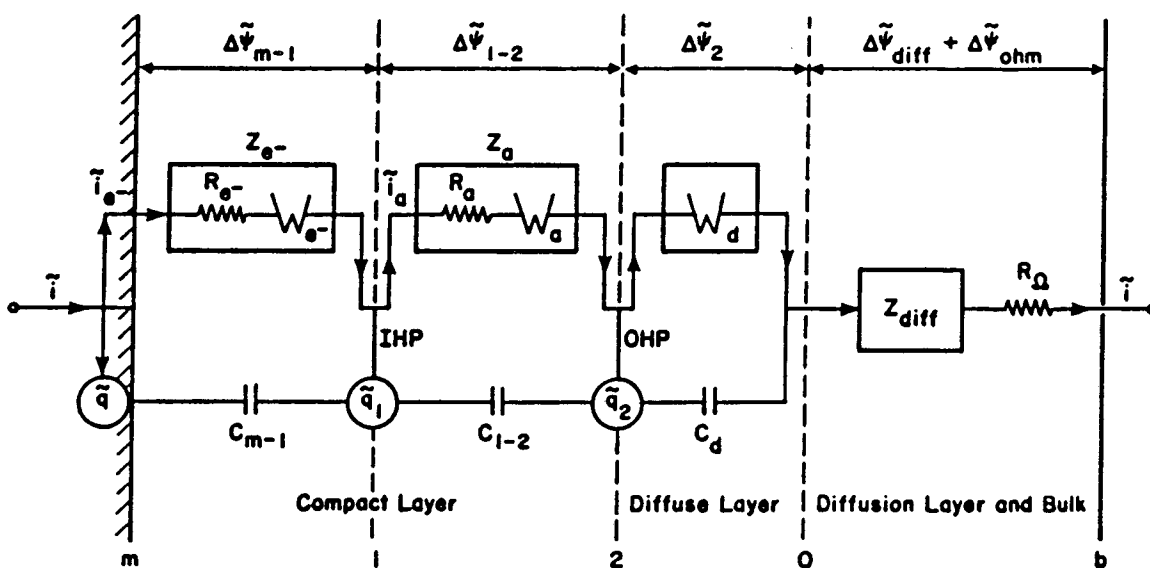 Δψ̃m-1 Δψ̃1-2 Δψ̃2 Δψ̃diff + Δψ̃ohm
Ze- Za
ĩe- Re- ĩa Ra
We- Wa Wd
ĩ Zdiff RΩ ĩ
IHP OHP
q̃ q̃1 q̃2
Cm-1 C1-2 Cd
Compact Layer Diffuse Layer Diffusion Layer and Bulk
m 1 2 0 b